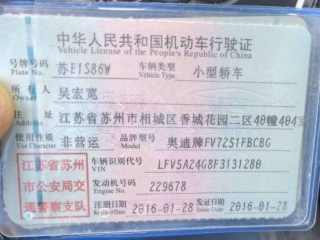 中华人民共和国机动车行驶证
Vehicle License of the People's Republic of China
号牌号码 苏E1S86W 车辆类型 小型轿车
Plate No. Vehicle Type
所有人 吴宏宽
Owner
住址 江苏省苏州市相城区香城花园二区40幢404室
Address
使用性质 非营运 品牌型号 奥迪牌FV7251FBCBG
Use Character Model
江苏省苏州市公安局交通警察支队
车辆识别代号 LFV5A24G8F3131280
VIN
发动机号码 229678
Engine No.
注册日期 2016-01-28 发证日期 2016-01-28
Register Date Issue Date